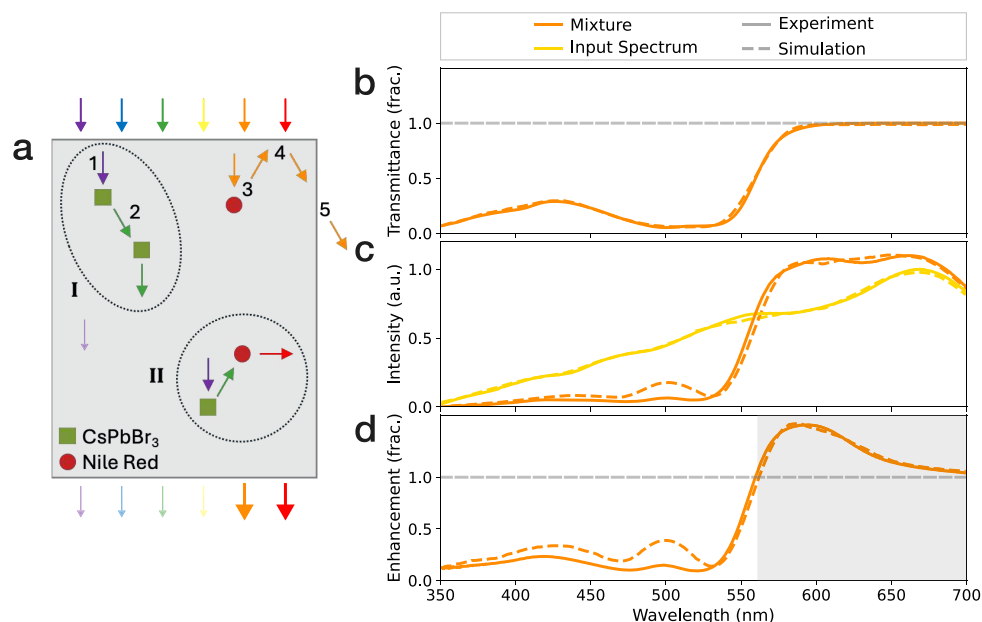 Mixture
Experiment
Input Spectrum
Simulation
a
1
2
3
4
5
I
II
CsPbBr₃
Nile Red
b
Transmittance (frac.)
1.0
0.5
0.0
c
Intensity (a.u.)
1.0
0.5
0.0
d
Enhancement (frac.)
1.0
0.5
0
350
400
450
500
550
600
650
700
Wavelength (nm)